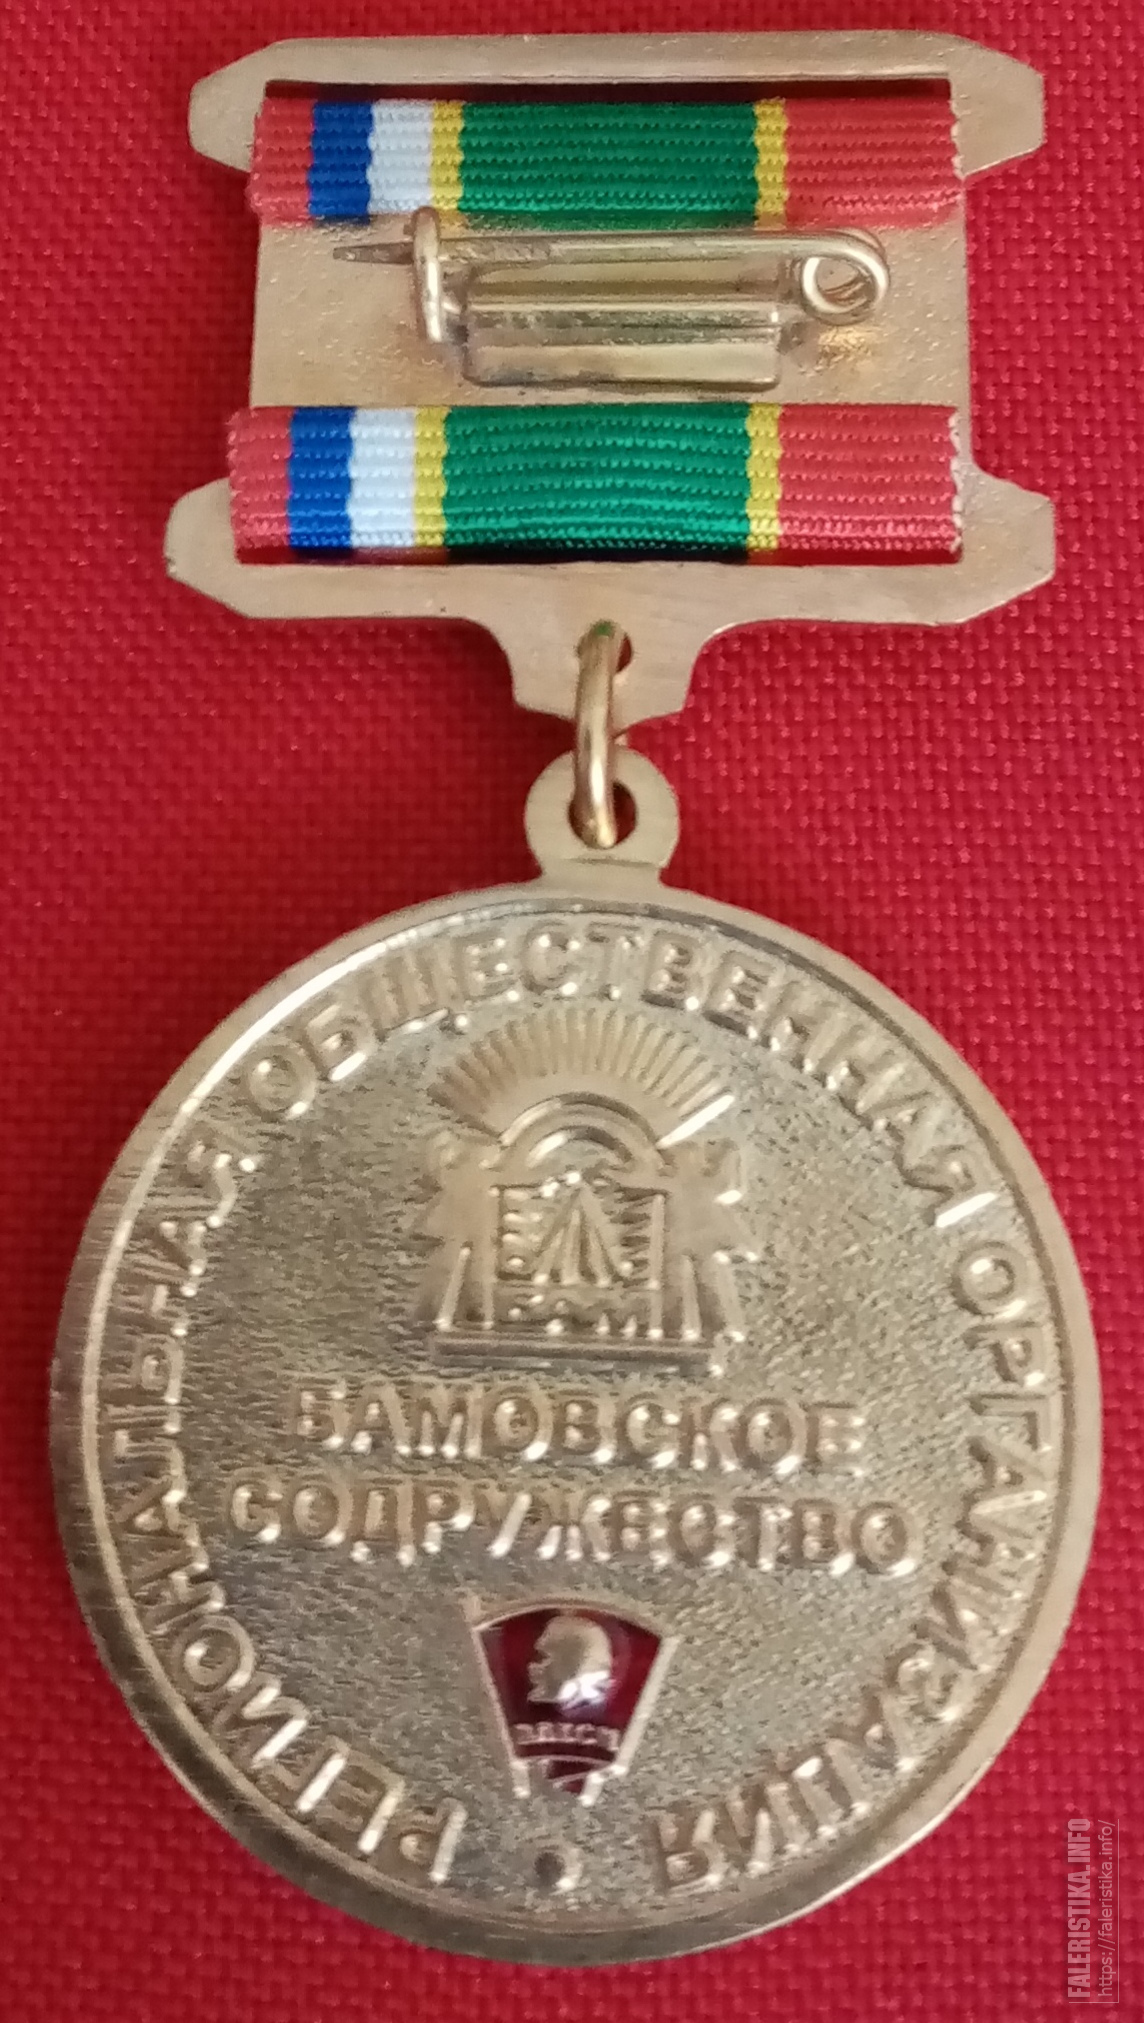 РЕГИОНАЛЬНАЯ ОБЩЕСТВЕННАЯ ОРГАНИЗАЦИЯ
БАМ
БАМОВСКОЕ
СОДРУЖЕСТВО
ВЛКСМ
FALERISTIKA.INFO
https://faleristika.info/